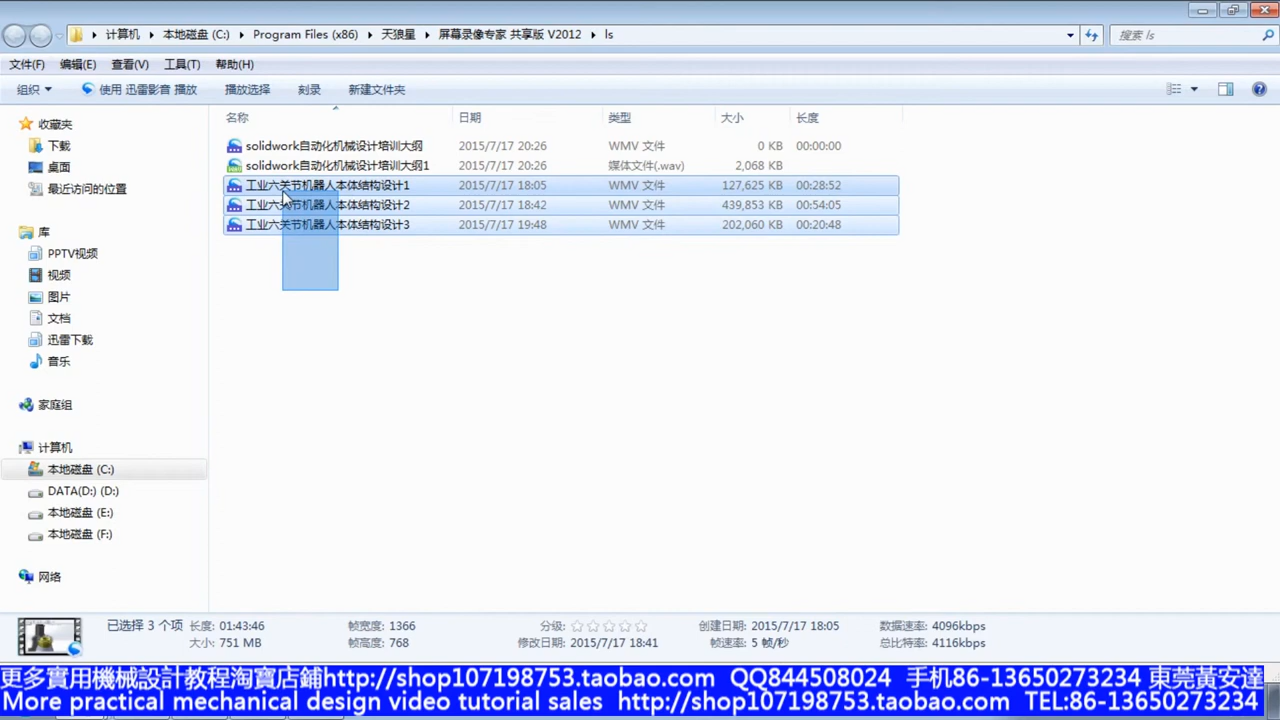 计算机 本地磁盘 (C:) Program Files (x86) 天狼星 屏幕录像专家 共享版 V2012 ls 搜索 ls
文件(F) 编辑(E) 查看(V) 工具(T) 帮助(H)
组织 使用 迅雷影音 播放 播放选择 刻录 新建文件夹
名称 日期 类型 大小 长度
solidwork自动化机械设计培训大纲 2015/7/17 20:26 WMV 文件 0 KB 00:00:00
solidwork自动化机械设计培训大纲1 2015/7/17 20:26 媒体文件(.wav) 2,068 KB
工业六关节机器人本体结构设计1 2015/7/17 18:05 WMV 文件 127,625 KB 00:28:52
工业六关节机器人本体结构设计2 2015/7/17 18:42 WMV 文件 439,853 KB 00:54:05
工业六关节机器人本体结构设计3 2015/7/17 19:48 WMV 文件 202,060 KB 00:20:48
收藏夹
下载
桌面
最近访问的位置
库
PPTV视频
视频
图片
文档
迅雷下载
音乐
家庭组
计算机
本地磁盘 (C:)
DATA(D:) (D:)
本地磁盘 (E:)
本地磁盘 (F:)
网络
已选择 3 个项 长度: 01:43:46 帧宽度: 1366 分级: 创建日期: 2015/7/17 18:05 数据速率: 4096kbps
大小: 751 MB 帧高度: 768 修改日期: 2015/7/17 18:41 帧速率: 5 帧/秒 总比特率: 4116kbps
更多實用機械設計教程淘寶店鋪http://shop107198753.taobao.com QQ844508024 手机86-13650273234 東莞黃安達
More practical mechanical design video tutorial sales http://shop107198753.taobao.com TEL:86-13650273234